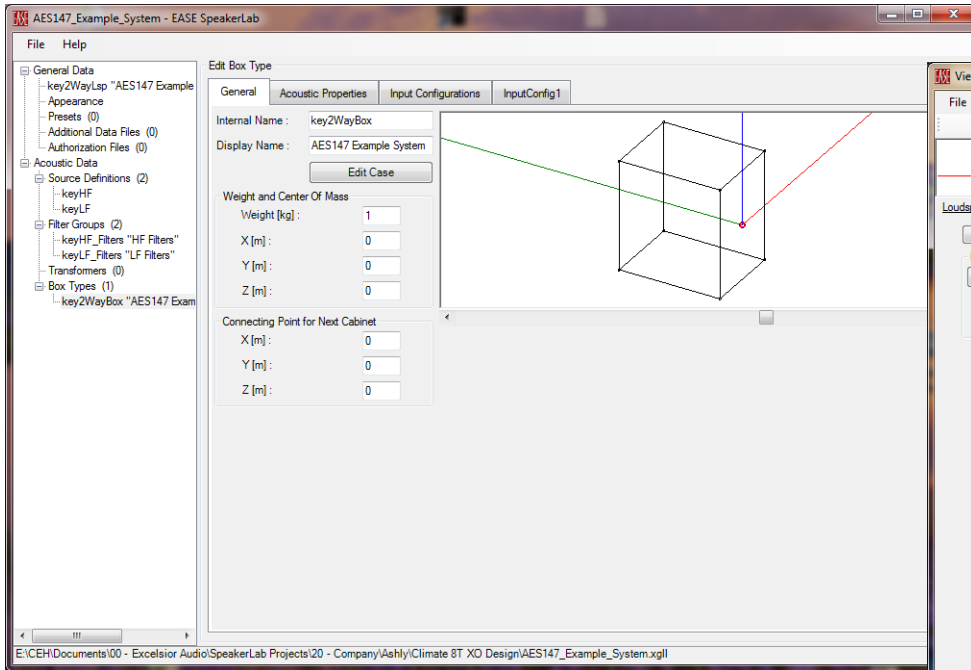 AES147_Example_System - EASE SpeakerLab
File Help
General Data
key2WayLsp "AES147 Example
Appearance
Presets (0)
Additional Data Files (0)
Authorization Files (0)
Acoustic Data
Source Definitions (2)
keyHF
keyLF
Filter Groups (2)
keyHF_Filters "HF Filters"
keyLF_Filters "LF Filters"
Transformers (0)
Box Types (1)
key2WayBox "AES147 Exam
Edit Box Type
General Acoustic Properties Input Configurations InputConfig1
Internal Name : key2WayBox
Display Name : AES147 Example System
Edit Case
Weight and Center Of Mass
Weight [kg] : 1
X [m] : 0
Y [m] : 0
Z [m] : 0
Connecting Point for Next Cabinet
X [m] : 0
Y [m] : 0
Z [m] : 0
EASE Vie
File
Loudsp
E:\CEH\Documents\00 - Excelsior Audio\SpeakerLab Projects\20 - Company\Ashly\Climate 8T XO Design\AES147_Example_System.xgll